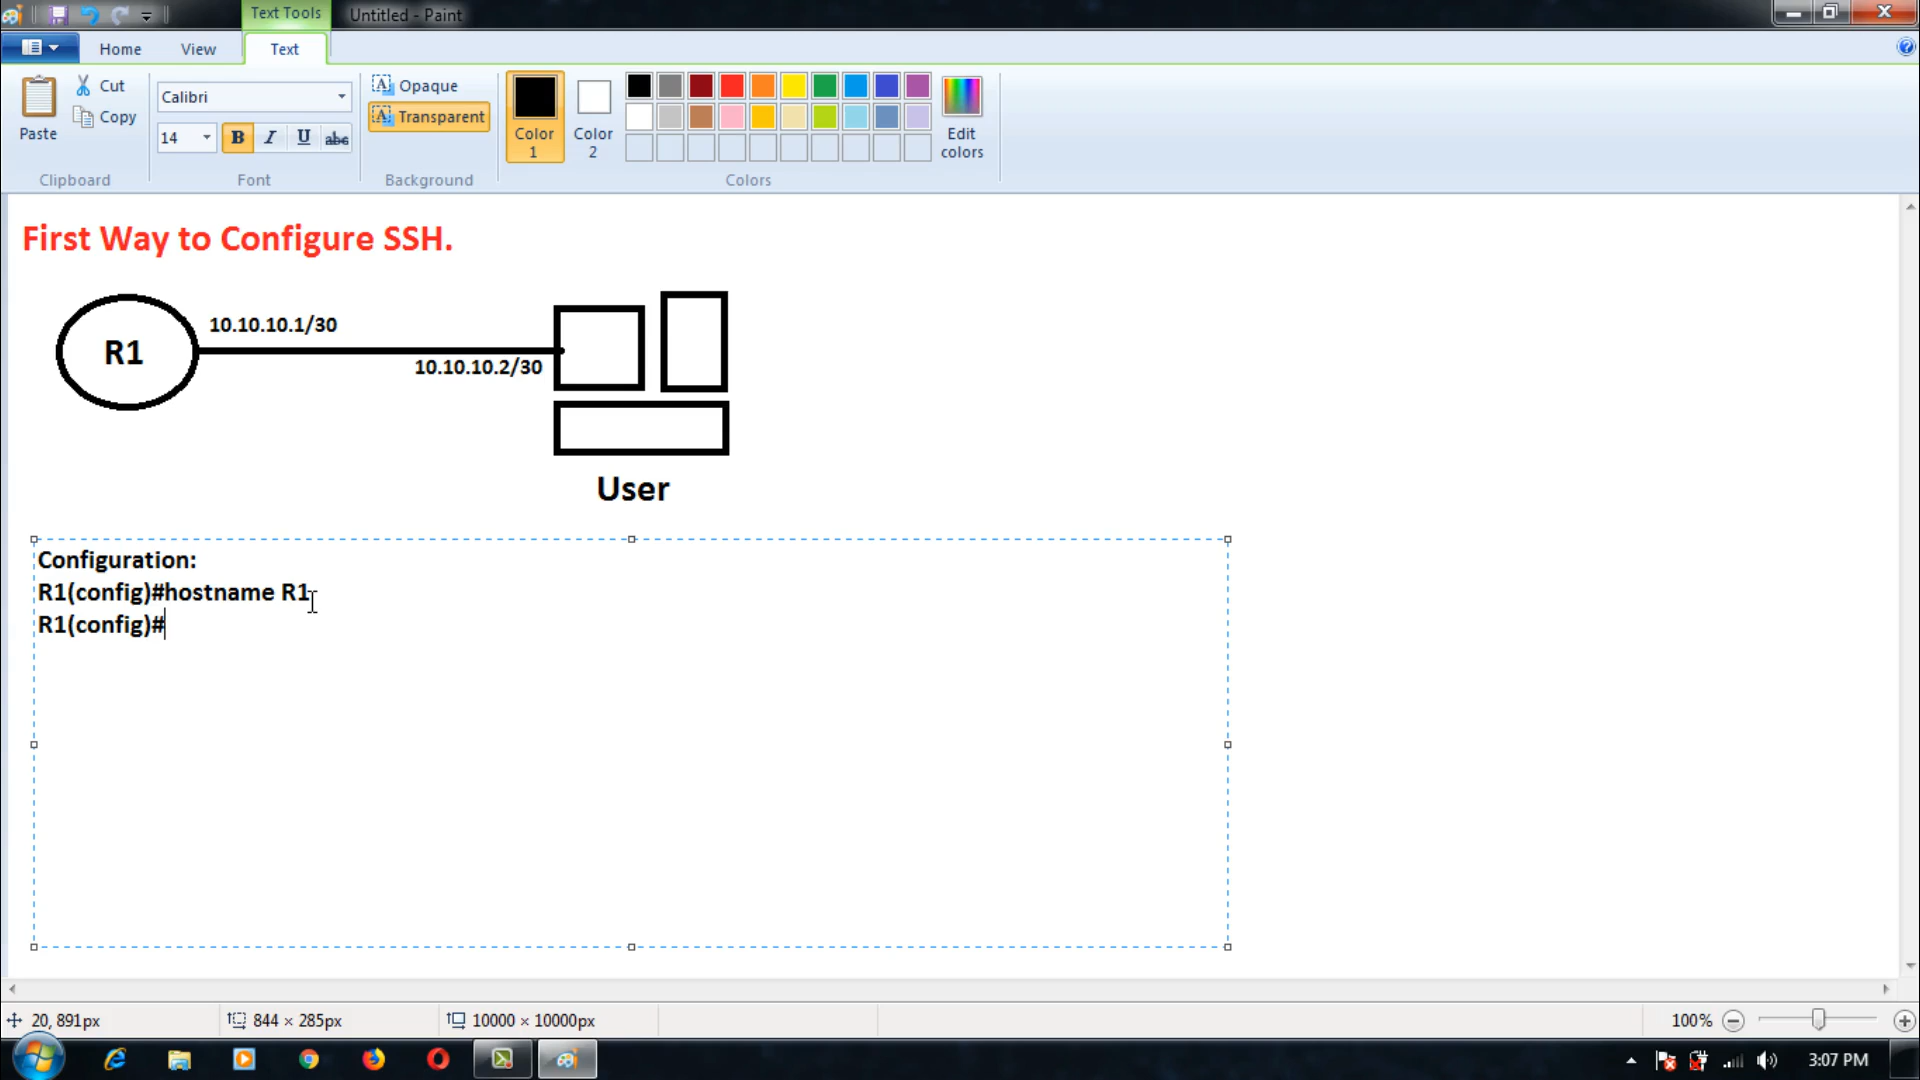 Text Tools
Untitled - Paint
Home
View
Text
Paste
Cut
Copy
Clipboard
Calibri
14
B
I
U
abc
Font
Opaque
Transparent
Background
Color
1
Color
2
Edit
colors
Colors
First Way to Configure SSH.
R1
10.10.10.1/30
10.10.10.2/30
User
Configuration:
R1(config)#hostname R1
R1(config)#
20, 891px
844 × 285px
10000 × 10000px
100%
3:07 PM